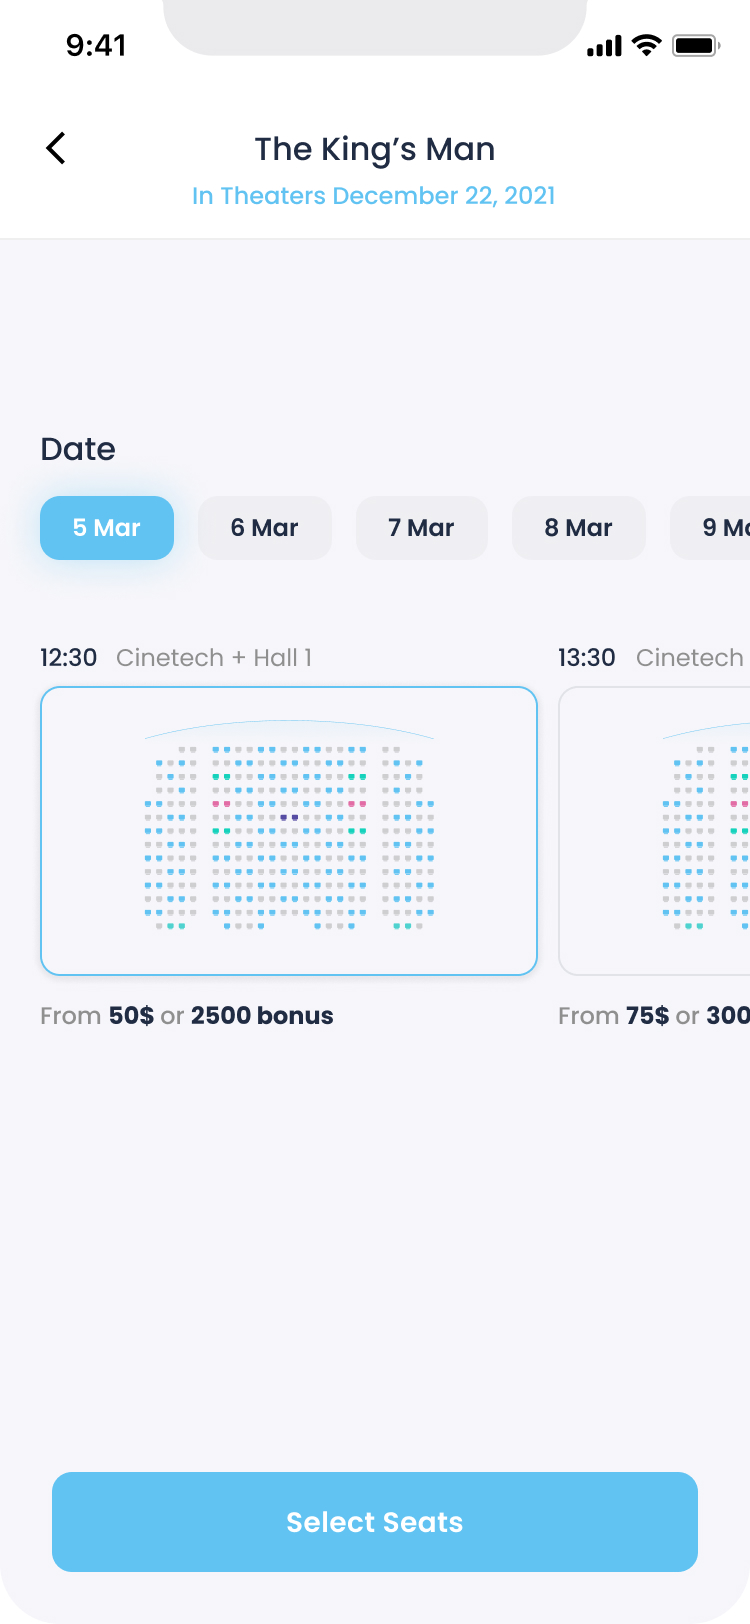 9:41
The King’s Man
In Theaters December 22, 2021
Date
5 Mar 6 Mar 7 Mar 8 Mar 9
12:30 Cinetech + Hall 1 13:30 Cinetech
From 50$ or 2500 bonus From 75$ or 300
Select Seats